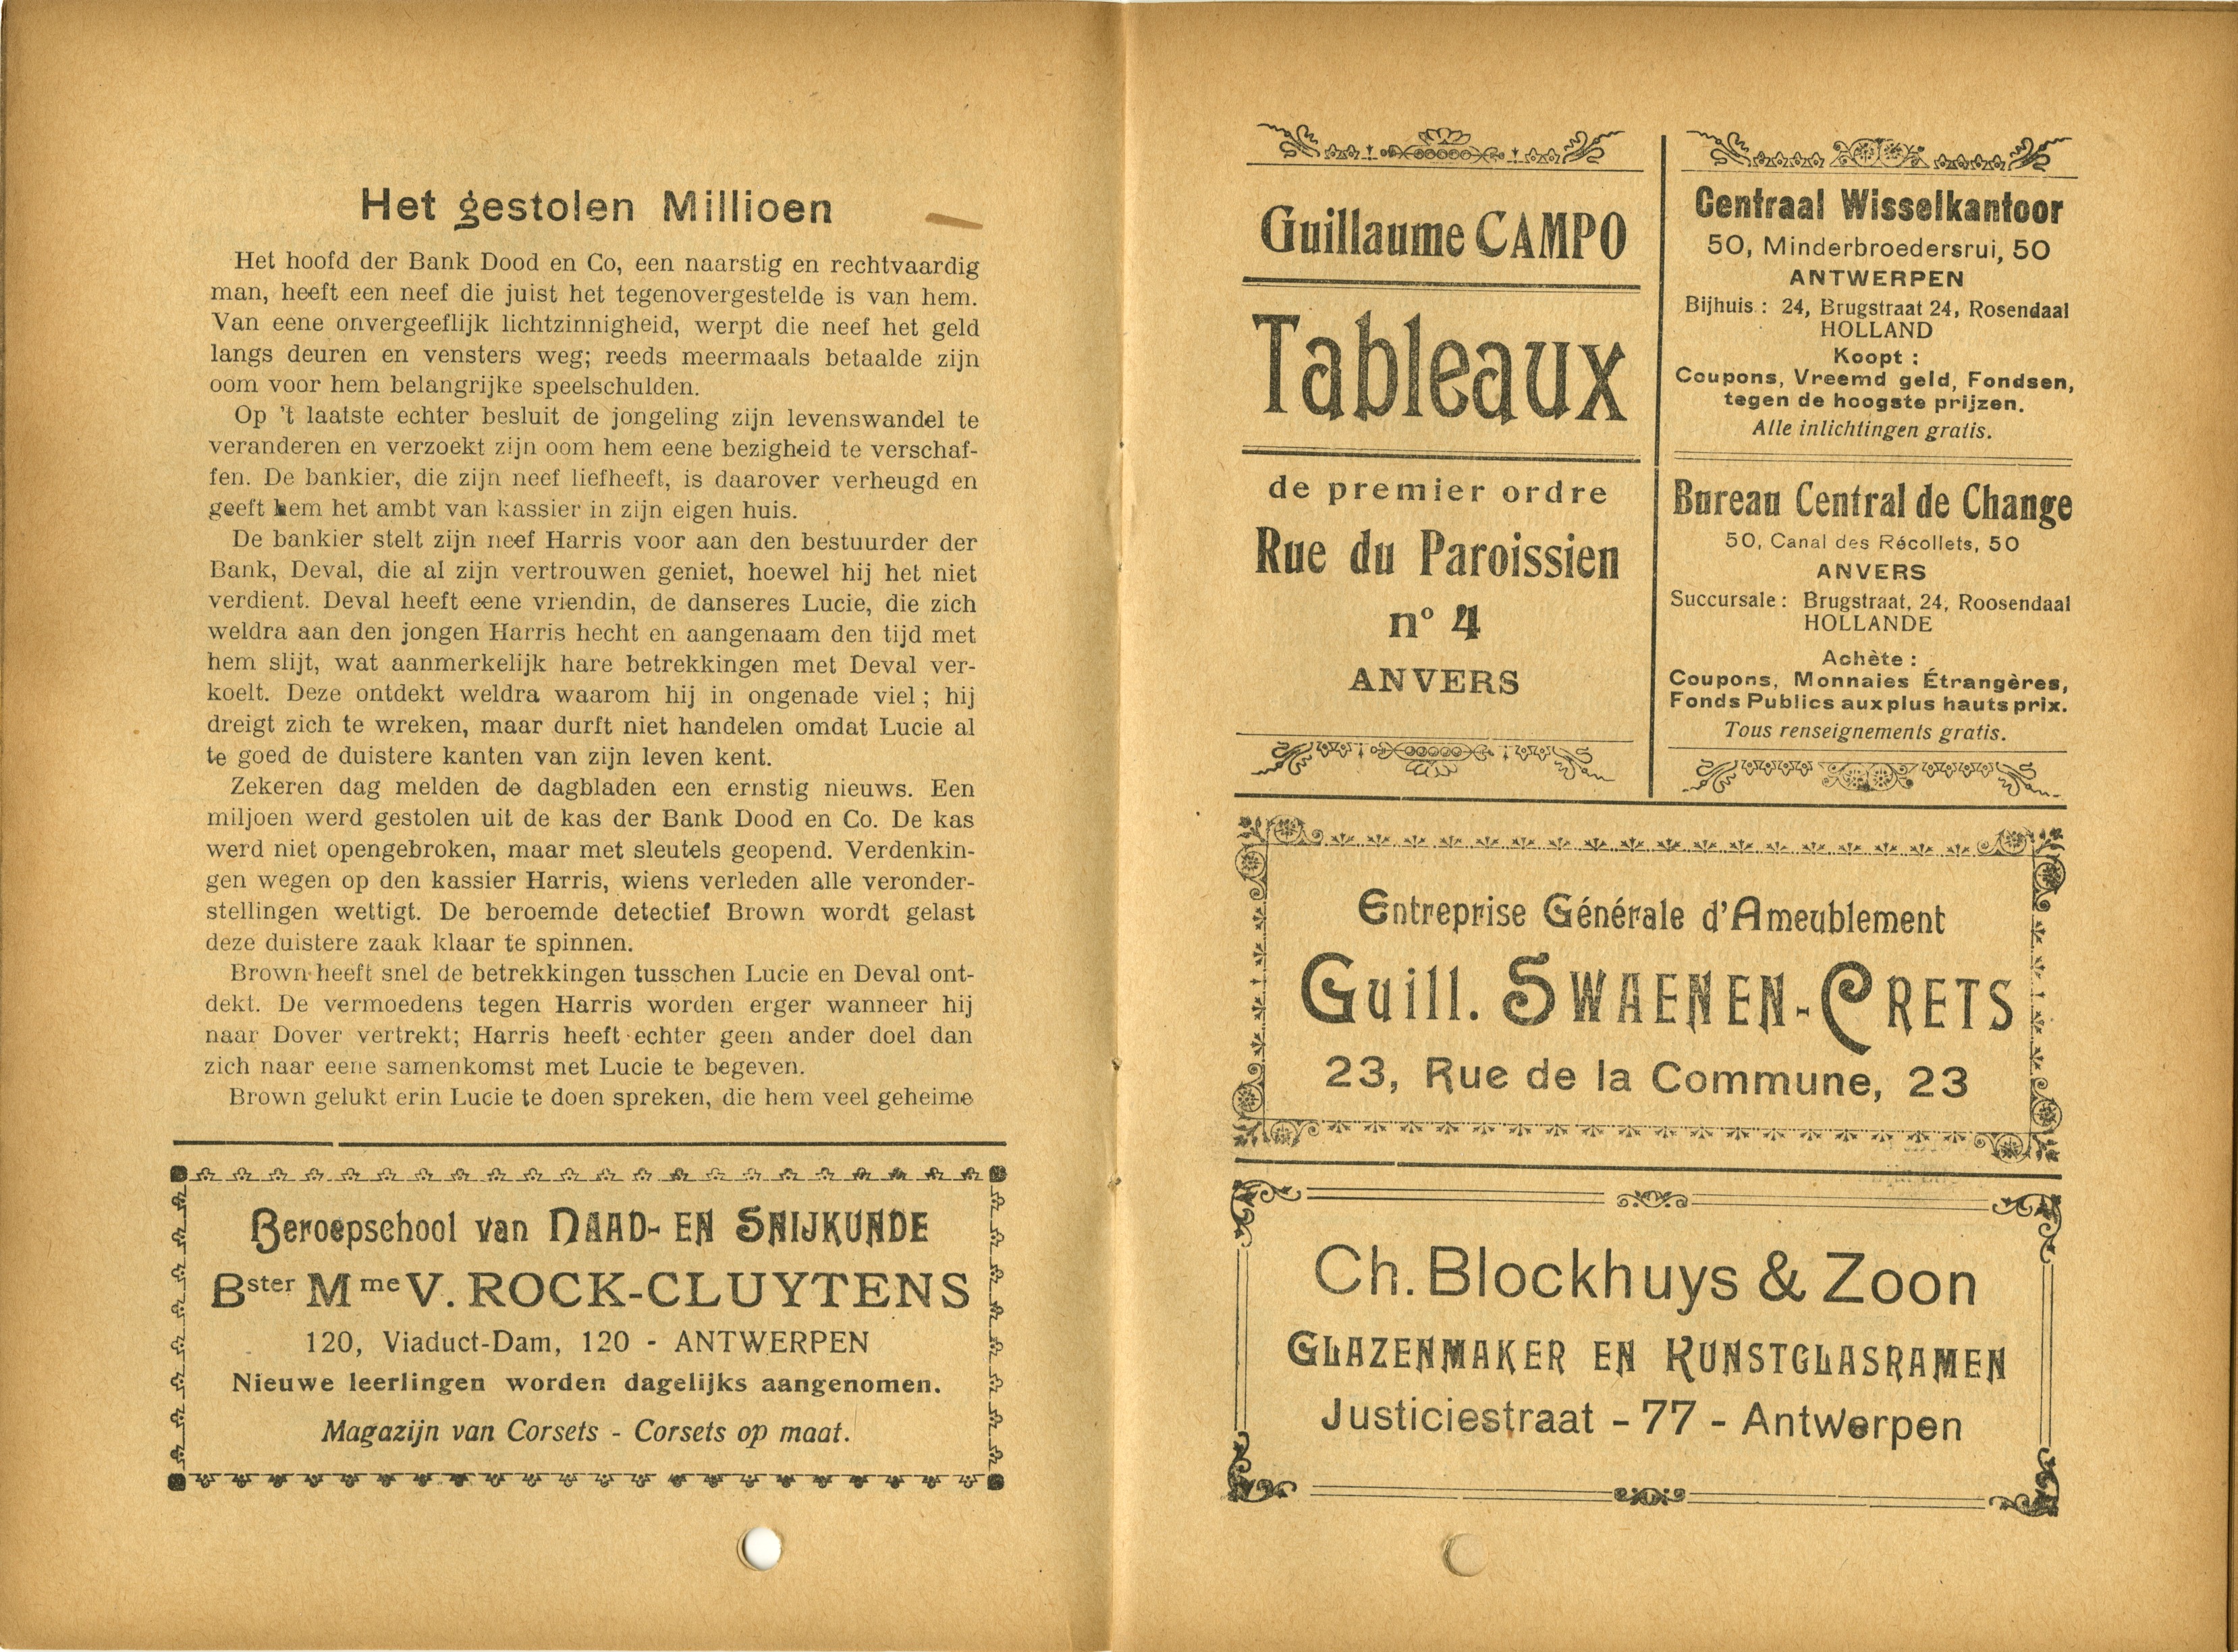 Het gestolen Millioen
Het hoofd der Bank Dood en Co, een naarstig en rechtvaardig
man, heeft een neef die juist het tegenovergestelde is van hem.
Van eene onvergeeflijk lichtzinnigheid, werpt die neef het geld
langs deuren en vensters weg; reeds meermaals betaalde zijn
oom voor hem belangrijke speelschulden.
Op 't laatste echter besluit de jongeling zijn levenswandel te
veranderen en verzoekt zijn oom hem eene bezigheid te verschaf-
fen. De bankier, die zijn neef liefheeft, is daarover verheugd en
geeft hem het ambt van kassier in zijn eigen huis.
De bankier stelt zijn neef Harris voor aan den bestuurder der
Bank, Deval, die al zijn vertrouwen geniet, hoewel hij het niet
verdient. Deval heeft eene vriendin, de danseres Lucie, die zich
weldra aan den jongen Harris hecht en aangenaam den tijd met
hem slijt, wat aanmerkelijk hare betrekkingen met Deval ver-
koelt. Deze ontdekt weldra waarom hij in ongenade viel; hij
dreigt zich te wreken, maar durft niet handelen omdat Lucie al
te goed de duistere kanten van zijn leven kent.
Zekeren dag melden de dagbladen een ernstig nieuws. Een
miljoen werd gestolen uit de kas der Bank Dood en Co. De kas
werd niet opengebroken, maar met sleutels geopend. Verdenkin-
gen wegen op den kassier Harris, wiens verleden alle veronder-
stellingen wettigt. De beroemde detectief Brown wordt gelast
deze duistere zaak klaar te spinnen.
Brown heeft snel de betrekkingen tusschen Lucie en Deval ont-
dekt. De vermoedens tegen Harris worden erger wanneer hij
naar Dover vertrekt; Harris heeft echter geen ander doel dan
zich naar eene samenkomst met Lucie te begeven.
Brown gelukt erin Lucie te doen spreken, die hem veel geheime
Beroepschool van NAAD- EN SNIJKUNDE
Bster Mme V. ROCK-CLUYTENS
120, Viaduct-Dam, 120 - ANTWERPEN
Nieuwe leerlingen worden dagelijks aangenomen.
Magazijn van Corsets - Corsets op maat.
Guillaume CAMPO
Tableaux
de premier ordre
Rue du Paroissien
n° 4
ANVERS
Centraal Wisselkantoor
50, Minderbroedersrui, 50
ANTWERPEN
Bijhuis : 24, Brugstraat 24, Rosendaal
HOLLAND
Koopt :
Coupons, Vreemd geld, Fondsen,
tegen de hoogste prijzen.
Alle inlichtingen gratis.
Bureau Central de Change
50, Canal des Récollets, 50
ANVERS
Succursale : Brugstraat, 24, Roosendaal
HOLLANDE
Achète :
Coupons, Monnaies Étrangères,
Fonds Publics aux plus hauts prix.
Tous renseignements gratis.
Entreprise Générale d'Ameublement
Guill. SWAENEN-CRETS
23, Rue de la Commune, 23
Ch. Blockhuys & Zoon
GLAZENMAKER EN KUNSTGLASRAMEN
Justiciestraat - 77 - Antwerpen